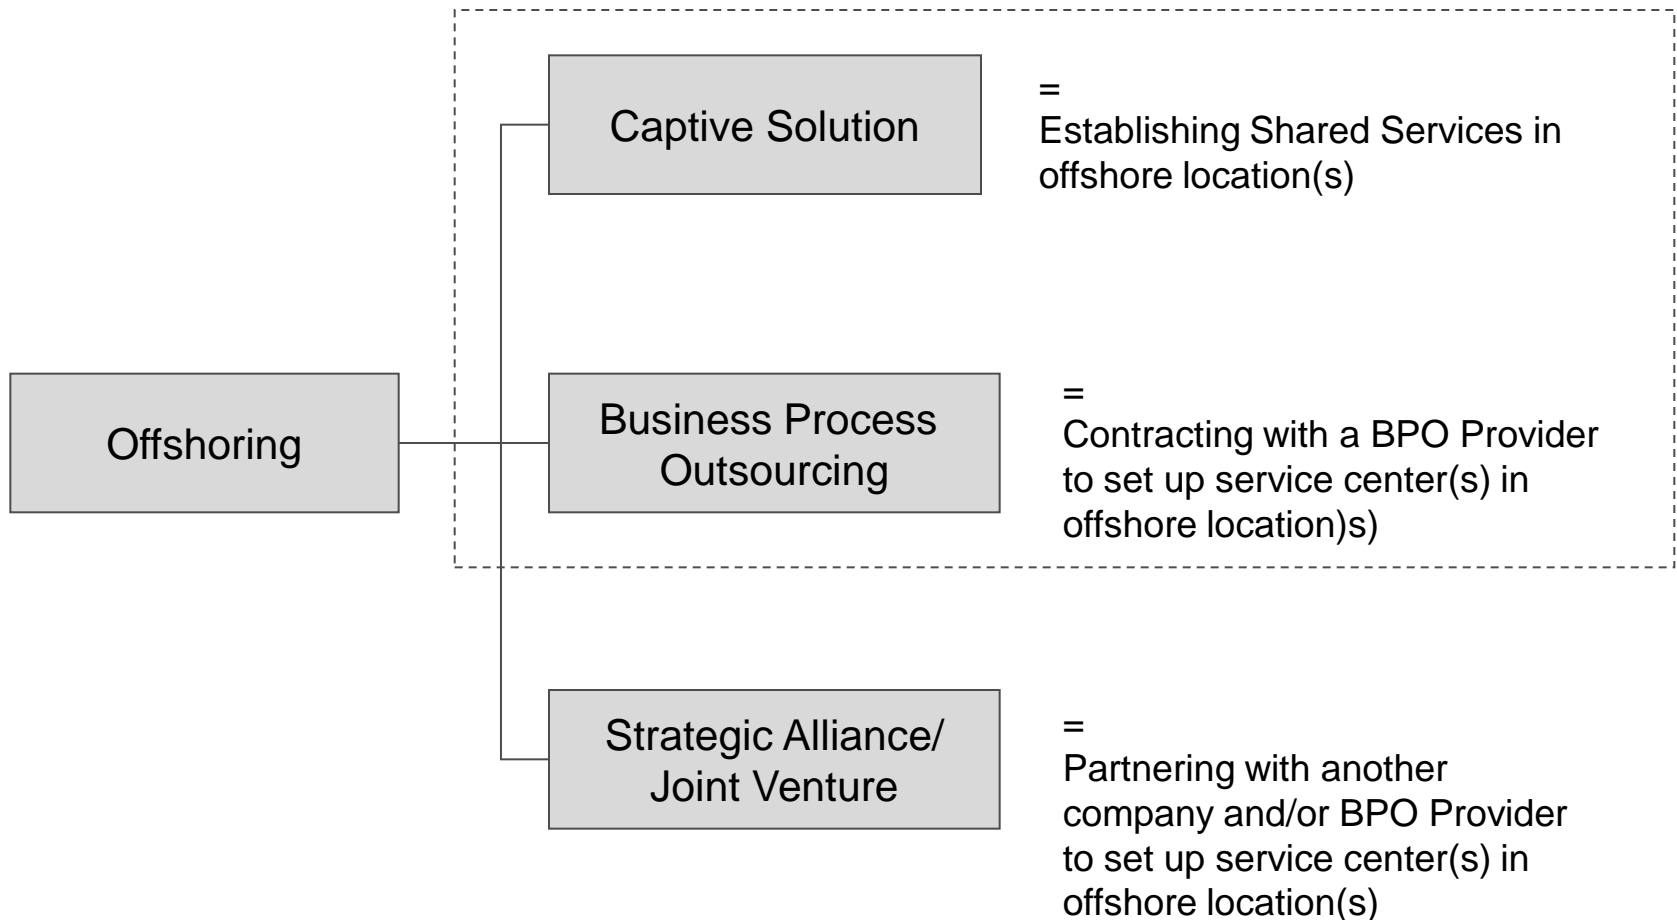 Captive Solution
=
Establishing Shared Services in
offshore location(s)
Offshoring
Business Process
Outsourcing
=
Contracting with a BPO Provider
to set up service center(s) in
offshore location)s)
Strategic Alliance/
Joint Venture
=
Partnering with another
company and/or BPO Provider
to set up service center(s) in
offshore location(s)